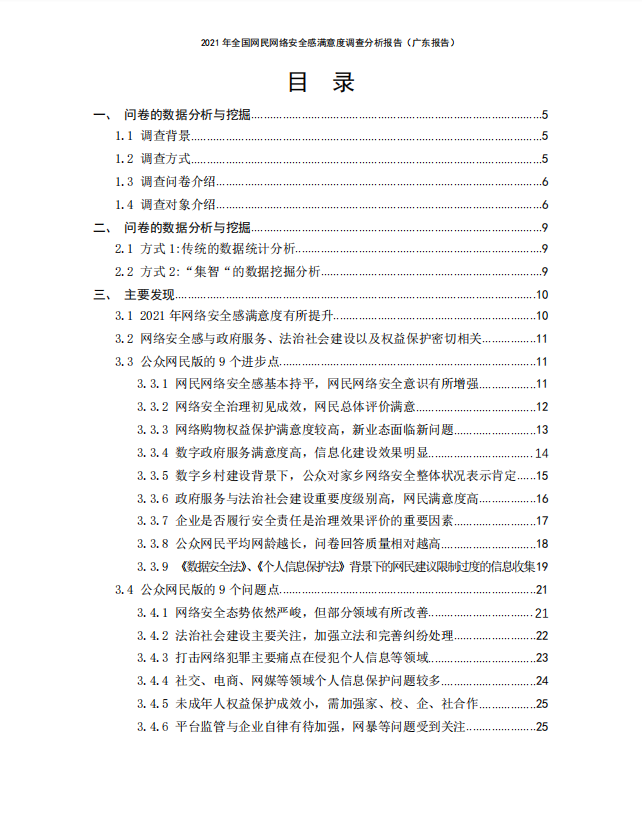 2021年全国网民网络安全感满意度调查分析报告（广东报告）
目 录
一、 问卷的数据分析与挖掘........................................5
1.1 调查背景........................................5
1.2 调查方式........................................5
1.3 调查问卷介绍........................................6
1.4 调查对象介绍........................................6
二、 问卷的数据分析与挖掘........................................9
2.1 方式1:传统的数据统计分析........................................9
2.2 方式2:“集智“的数据挖掘分析........................................9
三、 主要发现........................................10
3.1 2021年网络安全感满意度有所提升........................................10
3.2 网络安全感与政府服务、法治社会建设以及权益保护密切相关............11
3.3 公众网民版的9个进步点........................................11
3.3.1 网民网络安全感基本持平，网民网络安全意识有所增强............11
3.3.2 网络安全治理初见成效，网民总体评价满意........................12
3.3.3 网络购物权益保护满意度较高，新业态面临新问题................13
3.3.4 数字政府服务满意度高，信息化建设效果明显....................14
3.3.5 数字乡村建设背景下，公众对家乡网络安全整体状况表示肯定.....15
3.3.6 政府服务与法治社会建设重要度级别高，网民满意度高............16
3.3.7 企业是否履行安全责任是治理效果评价的重要因素................17
3.3.8 公众网民平均网龄越长，问卷回答质量相对越高...................18
3.3.9 《数据安全法》、《个人信息保护法》背景下的网民建议限制过度的信息收集19
3.4 公众网民版的9个问题点........................................21
3.4.1 网络安全态势依然严峻，但部分领域有所改善....................21
3.4.2 法治社会建设主要关注，加强立法和完善纠纷处理................22
3.4.3 打击网络犯罪主要痛点在侵犯个人信息等领域....................23
3.4.4 社交、电商、网媒等领域个人信息保护问题较多...................24
3.4.5 未成年人权益保护成效小，需加强家、校、企、社合作............25
3.4.6 平台监管与企业自律有待加强，网暴等问题受到关注..............25